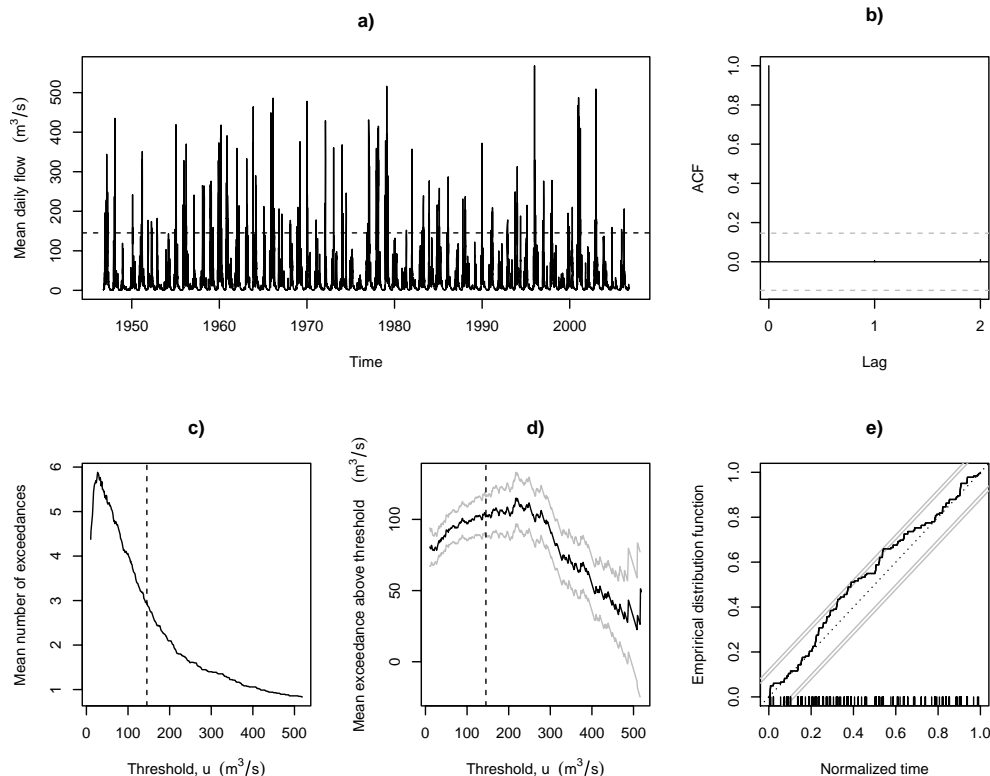 a)
Mean daily flow (m³/s)
0 100 200 300 400 500
1950 1960 1970 1980 1990 2000
Time
b)
ACF
0.0 0.2 0.4 0.6 0.8 1.0
0 1 2
Lag
c)
Mean number of exceedances
1 2 3 4 5 6
0 100 200 300 400 500
Threshold, u (m³/s)
d)
Mean exceedance above threshold (m³/s)
0 50 100
0 100 200 300 400 500
Threshold, u (m³/s)
e)
Emprirical distribution function
0.0 0.2 0.4 0.6 0.8 1.0
0.0 0.2 0.4 0.6 0.8 1.0
Normalized time